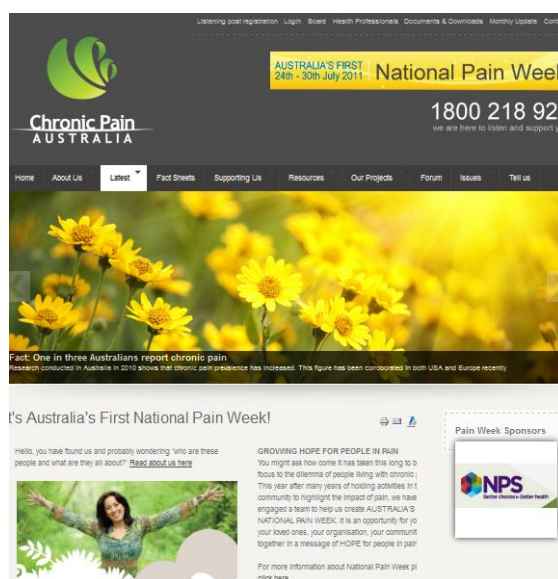 Listening post registration Login Board Health Professionals Documents & Downloads Monthly Update Cont
AUSTRALIA'S FIRST
24th - 30th July 2011
National Pain Week
1800 218 92
we are here to listen and support y
Chronic Pain
AUSTRALIA
Home About Us Latest Fact Sheets Supporting Us Resources Our Projects Forum Issues Tell us
Fact: One in three Australians report chronic pain
Research conducted in Australia in 2010 shows that chronic pain prevalence has increased. This figure has been corroborated in both USA and Europe recently
t's Australia's First National Pain Week!
Hello, you have found us and probably wondering 'who are these
people and what are they all about?' Read about us here
GROWING HOPE FOR PEOPLE IN PAIN
You might ask how come it has taken this long to b
focus to the dilemma of people living with chronic
This year after many years of holding activities in t
community to highlight the impact of pain, we have
engaged a team to help us create AUSTRALIA'S
NATIONAL PAIN WEEK. It is an opportunity for yo
your loved ones, your organisation, your communit
together in a message of HOPE for people in pain
For more information about National Pain Week pl
click here
Pain Week Sponsors
NPS
Better choices Better health